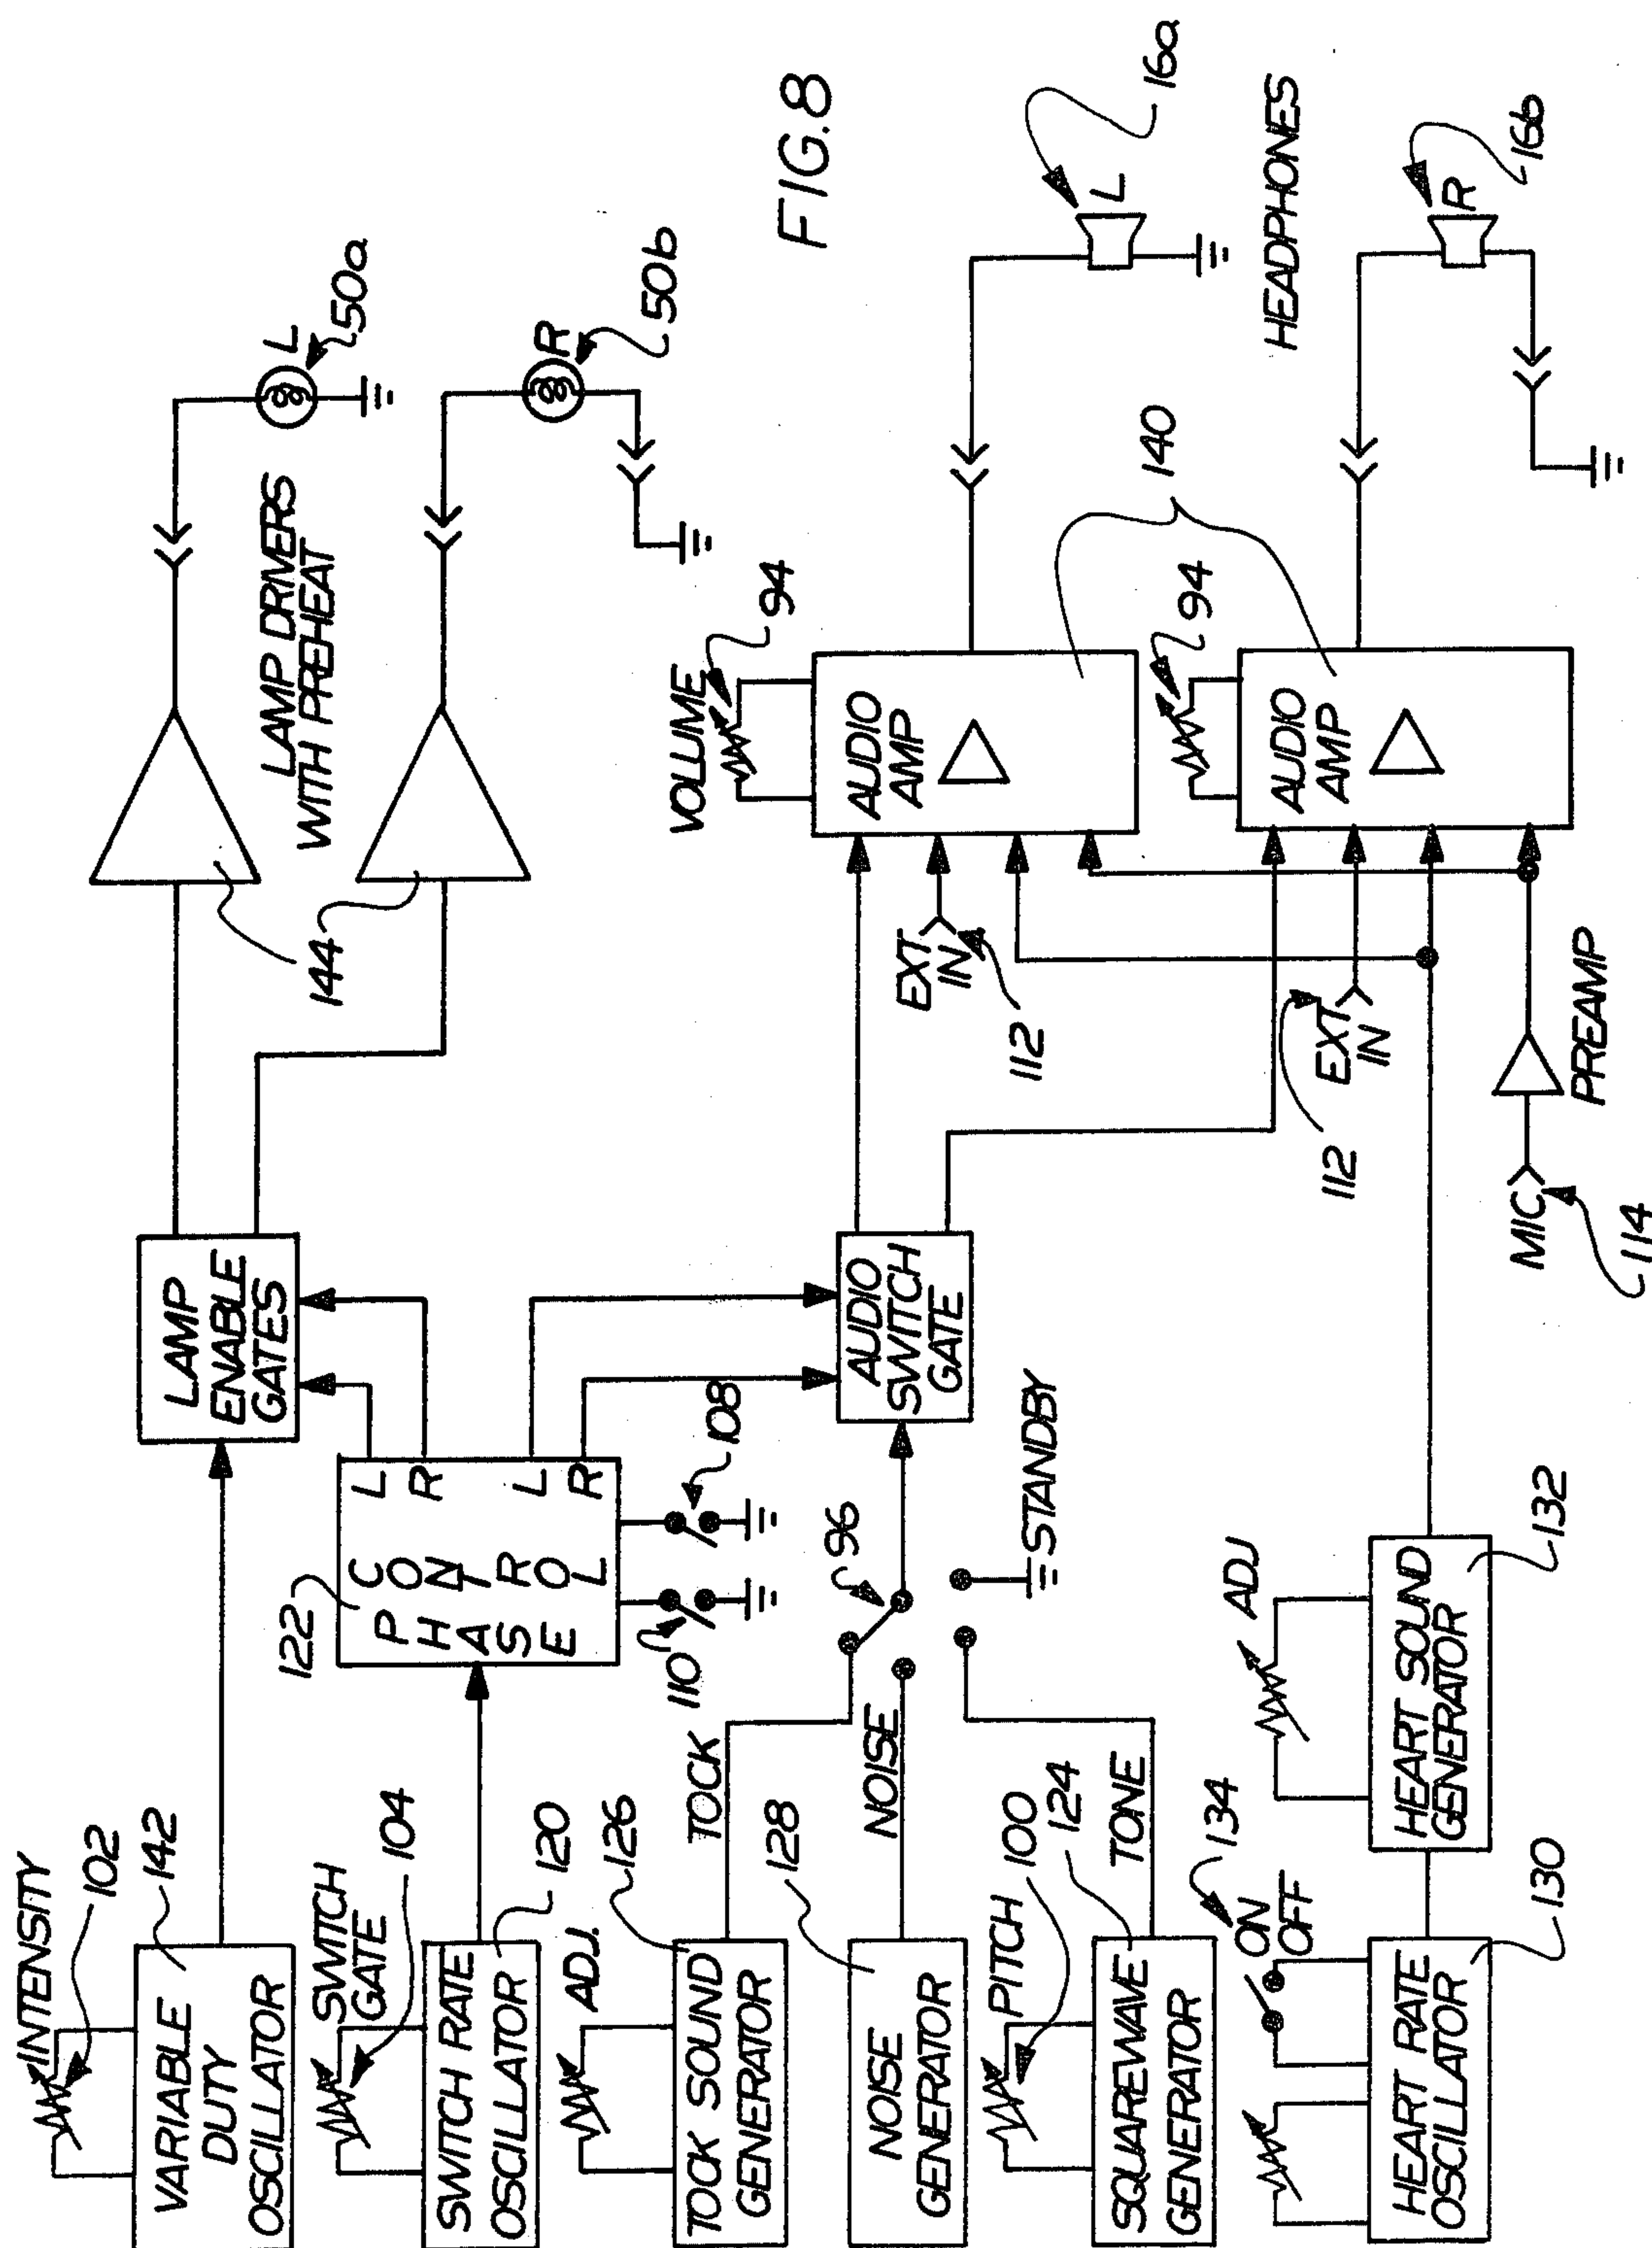 INTENSITY
102
142
VARIABLE
DUTY
OSCILLATOR
LAMP
ENABLE
GATES
144
LAMP DRIVERS
WITH PREHEAT
L
50a
R
50b
SWITCH
GATE
104
SWITCH RATE
OSCILLATOR
120
122
PHASE
CONTROL
L
R
L
R
110
108
ADJ.
126
TOCK SOUND
GENERATOR
TOCK
96
128
NOISE
GENERATOR
NOISE
PITCH
100
124
SQUAREWAVE
GENERATOR
TONE
STANDBY
AUDIO
SWITCH
GATE
VOLUME
94
AUDIO
AMP
EXT
IN
112
94
AUDIO
AMP
112
EXT
IN
140
FIG.8
L
16a
HEADPHONES
R
16b
134
ON
OFF
HEART RATE
OSCILLATOR
130
ADJ
HEART SOUND
GENERATOR
132
MIC
114
PREAMP